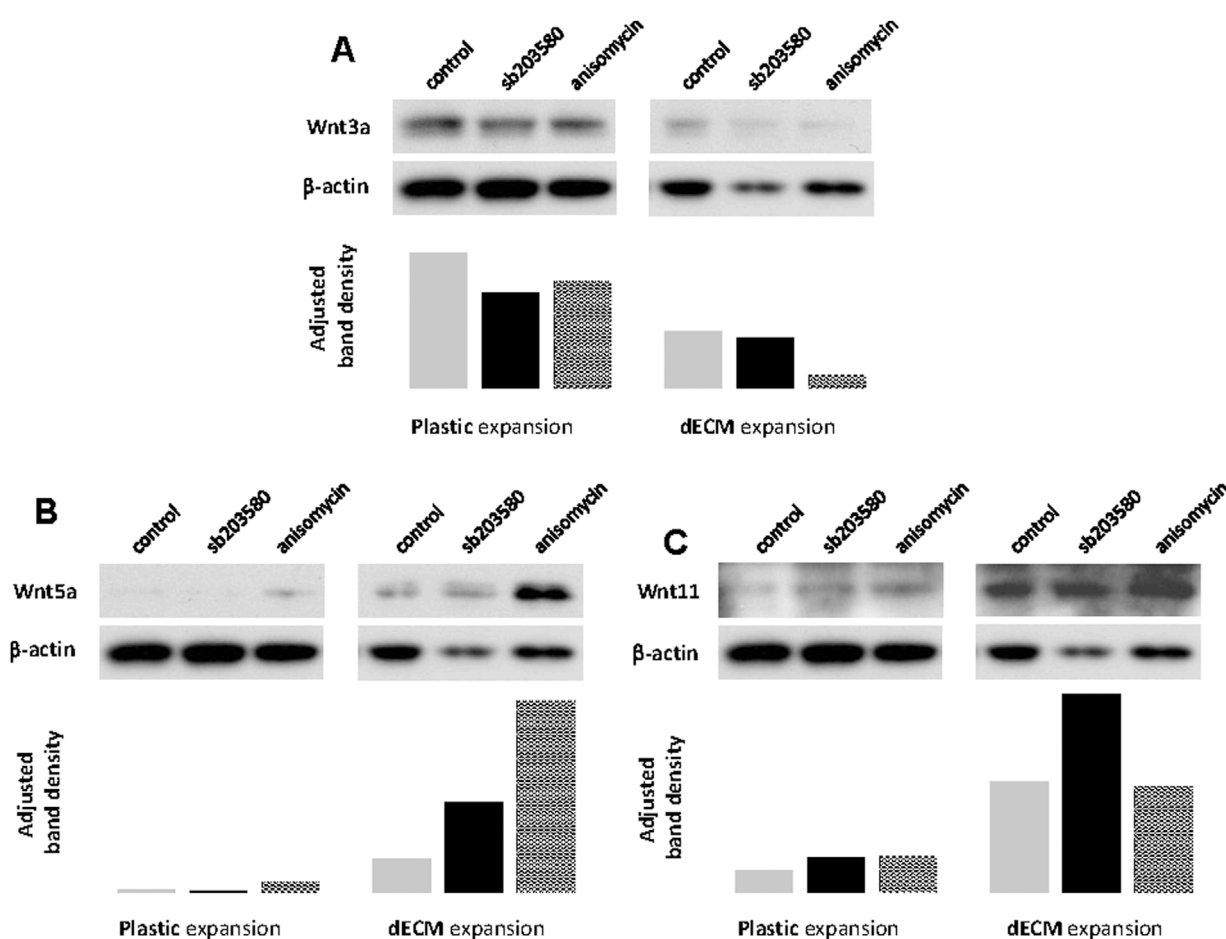 A
control sb203580 anisomycin control sb203580 anisomycin
Wnt3a
β-actin
Adjusted
band density
Plastic expansion dECM expansion
B
control sb203580 anisomycin control sb203580 anisomycin
Wnt5a
β-actin
Adjusted
band density
Plastic expansion dECM expansion
C
control sb203580 anisomycin control sb203580 anisomycin
Wnt11
β-actin
Adjusted
band density
Plastic expansion dECM expansion